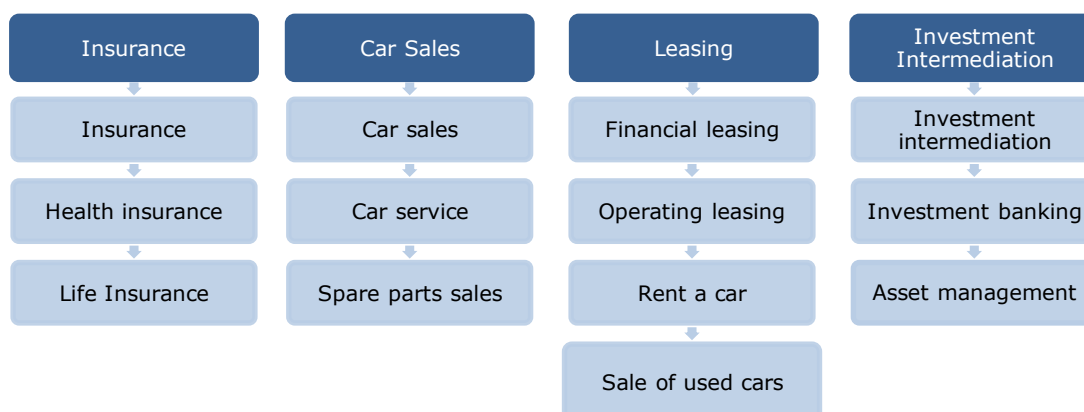 Insurance
Insurance
Health insurance
Life Insurance
Car Sales
Car sales
Car service
Spare parts sales
Leasing
Financial leasing
Operating leasing
Rent a car
Sale of used cars
Investment
Intermediation
Investment
intermediation
Investment banking
Asset management